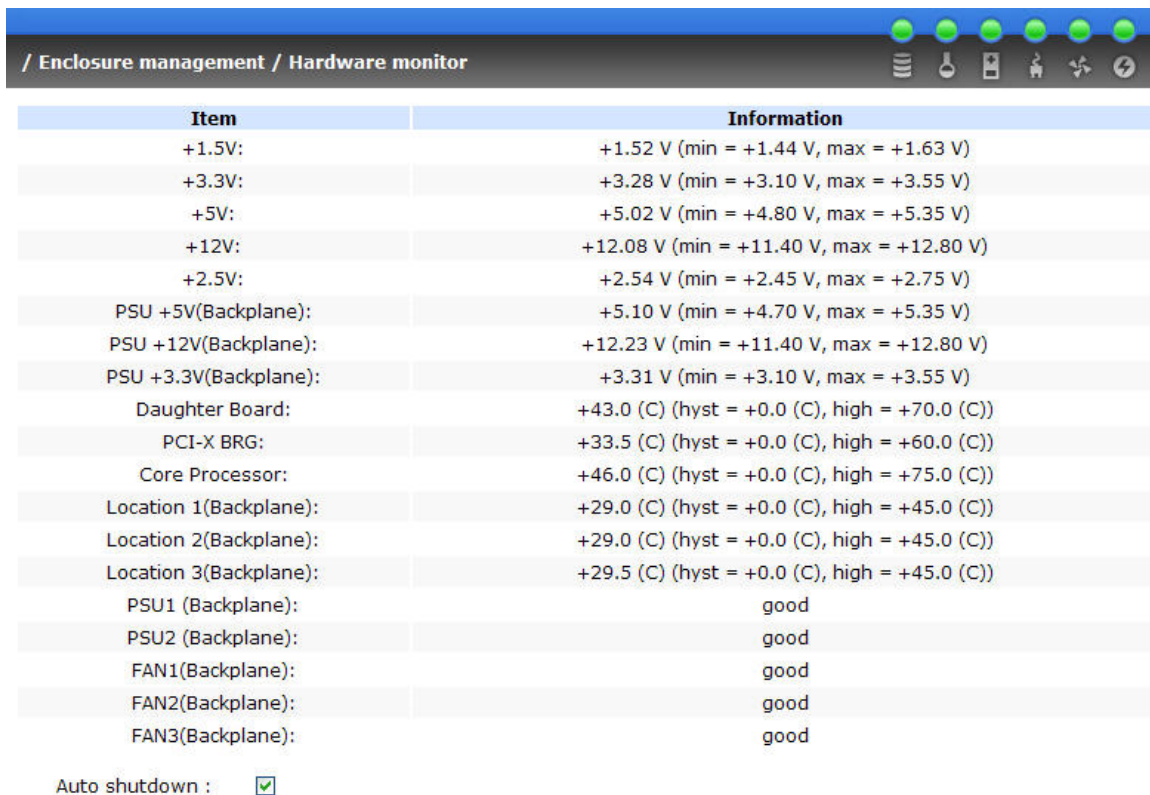 / Enclosure management / Hardware monitor
Item Information
+1.5V: +1.52 V (min = +1.44 V, max = +1.63 V)
+3.3V: +3.28 V (min = +3.10 V, max = +3.55 V)
+5V: +5.02 V (min = +4.80 V, max = +5.35 V)
+12V: +12.08 V (min = +11.40 V, max = +12.80 V)
+2.5V: +2.54 V (min = +2.45 V, max = +2.75 V)
PSU +5V(Backplane): +5.10 V (min = +4.70 V, max = +5.35 V)
PSU +12V(Backplane): +12.23 V (min = +11.40 V, max = +12.80 V)
PSU +3.3V(Backplane): +3.31 V (min = +3.10 V, max = +3.55 V)
Daughter Board: +43.0 (C) (hyst = +0.0 (C), high = +70.0 (C))
PCI-X BRG: +33.5 (C) (hyst = +0.0 (C), high = +60.0 (C))
Core Processor: +46.0 (C) (hyst = +0.0 (C), high = +75.0 (C))
Location 1(Backplane): +29.0 (C) (hyst = +0.0 (C), high = +45.0 (C))
Location 2(Backplane): +29.0 (C) (hyst = +0.0 (C), high = +45.0 (C))
Location 3(Backplane): +29.5 (C) (hyst = +0.0 (C), high = +45.0 (C))
PSU1 (Backplane): good
PSU2 (Backplane): good
FAN1(Backplane): good
FAN2(Backplane): good
FAN3(Backplane): good
Auto shutdown :